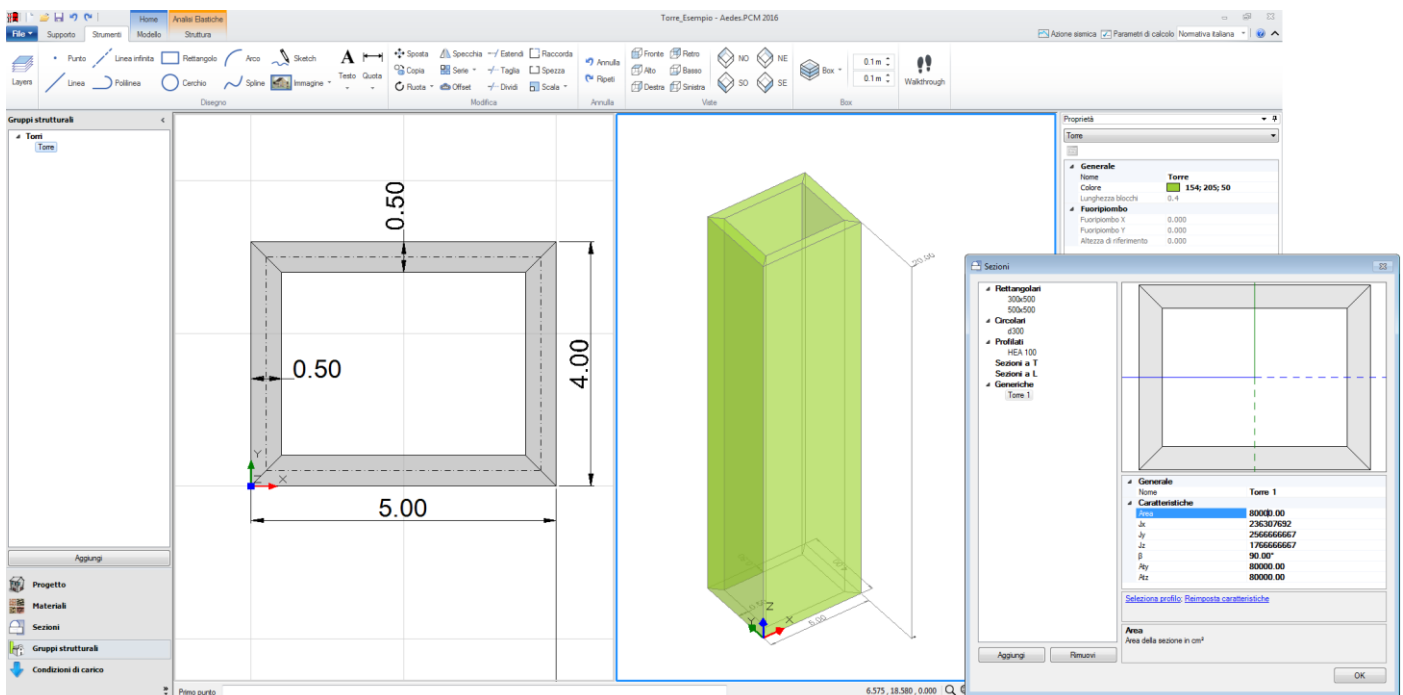 Torre_Esempio - Aedes.PCM 2016
Home Analisi Elastiche
File Supporto Strumenti Modello Struttura
Azione sismica Parametri di calcolo Normativa italiana
Layers
Punto Linea infinita Rettangolo Arco Sketch
Linea Polilinea Cerchio Spline Immagine
Testo Quota
Disegno
Sposta Specchia Estendi Raccorda
Copia Serie Taglia Spezza
Ruota Offset Dividi Scala
Modifica
Annulla
Ripeti
Annulla
Fronte Retro
Alto Basso
Destra Sinistra
NO NE
SO SE
Viste
Box
0.1 m
0.1 m
Box
Walkthrough
Gruppi strutturali
Torri
Torre
Aggiungi
Progetto
Materiali
Sezioni
Gruppi strutturali
Condizioni di carico
0.50
0.50
4.00
5.00
Y
Z X
20.00
4.00
0.50
5.00
Z
Y X
Primo punto
6.575 , 18.580 , 0.000
Proprietà
Torre
Generale
Nome Torre
Colore 154; 205; 50
Lunghezza blocchi 0.4
Fuoripiombo
Fuoripiombo X 0.000
Fuoripiombo Y 0.000
Altezza di riferimento 0.000
Sezioni
Rettangolari
300x500
500x500
Circolari
d300
Profilati
HEA 100
Sezioni a T
Sezioni a L
Generiche
Torre 1
Aggiungi Rimuovi
Generale
Nome Torre 1
Caratteristiche
Area 80000.00
Jx 236307692
Jy 2566666667
Jz 1766666667
β 90.00°
Aty 80000.00
Atz 80000.00
Seleziona profilo; Reimposta caratteristiche
Area
Area della sezione in cm²
OK